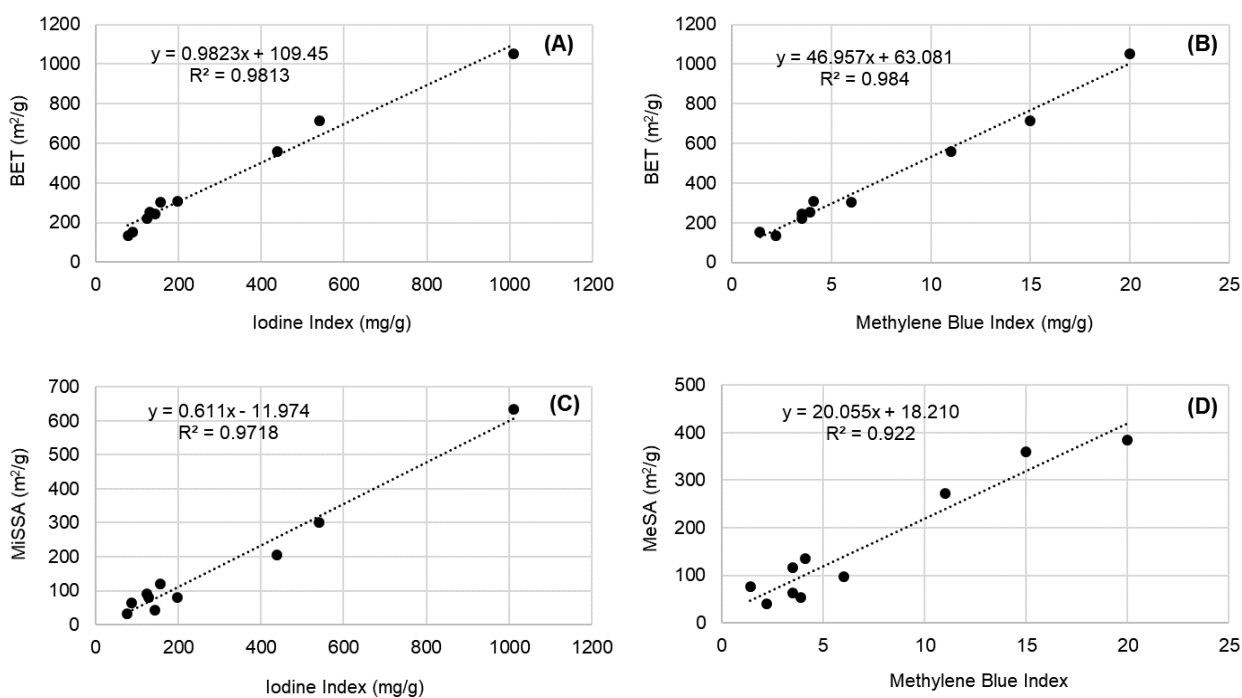 (A)
y = 0.9823x + 109.45
R² = 0.9813
BET (m²/g)
1200
1000
800
600
400
200
0
0 200 400 600 800 1000 1200
Iodine Index (mg/g)
(B)
y = 46.957x + 63.081
R² = 0.984
BET (m²/g)
1200
1000
800
600
400
200
0
0 5 10 15 20 25
Methylene Blue Index (mg/g)
(C)
y = 0.611x - 11.974
R² = 0.9718
MiSSA (m²/g)
700
600
500
400
300
200
100
0
0 200 400 600 800 1000 1200
Iodine Index (mg/g)
(D)
y = 20.055x + 18.210
R² = 0.922
MeSA (m²/g)
500
400
300
200
100
0
0 5 10 15 20 25
Methylene Blue Index